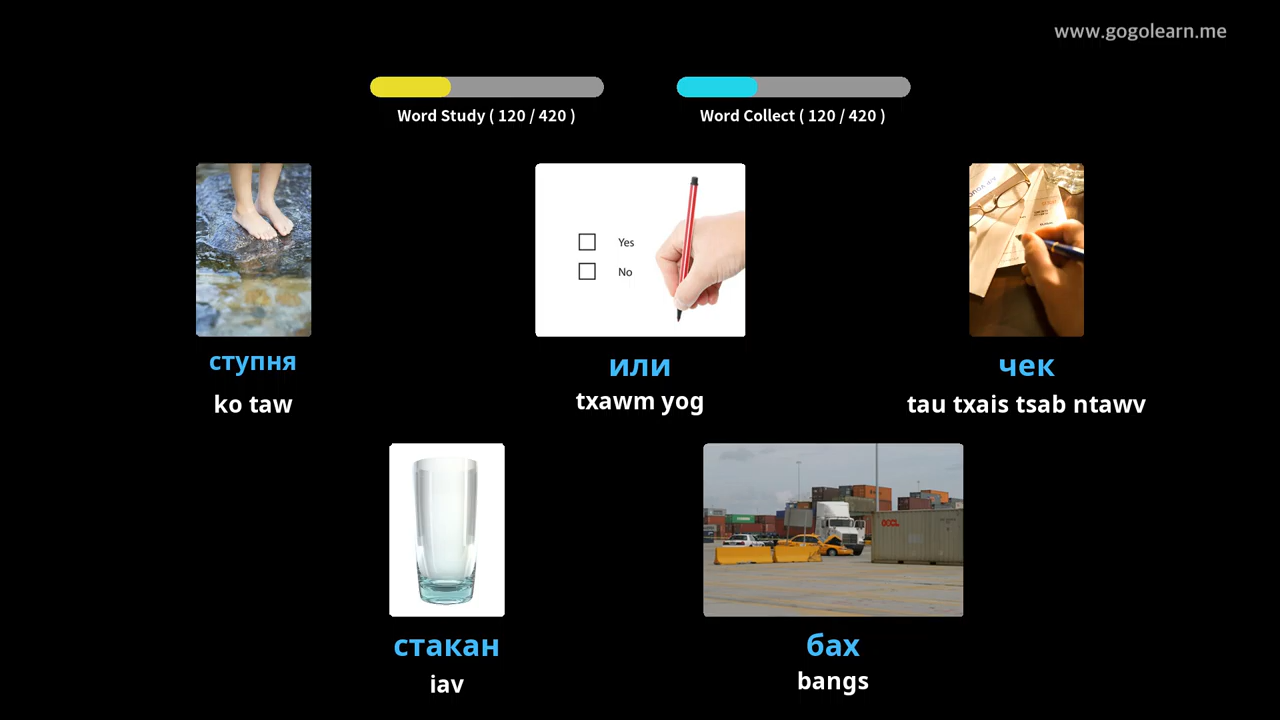 www.gogolearn.me
Word Study ( 120 / 420 )
Word Collect ( 120 / 420 )
Yes
No
ступня
ko taw
или
txawm yog
чек
tau txais tsab ntawv
стакан
iav
бах
bangs